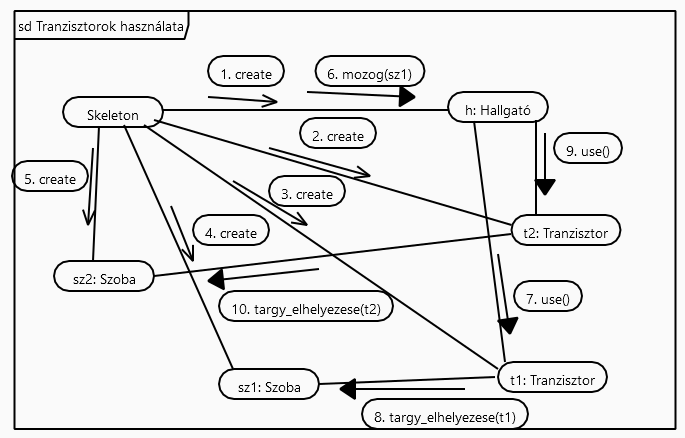 sd Tranzisztorok használata
1. create
6. mozog(sz1)
Skeleton
h: Hallgató
2. create
9. use()
5. create
3. create
4. create
t2: Tranzisztor
sz2: Szoba
10. targy_elhelyezese(t2)
7. use()
sz1: Szoba
t1: Tranzisztor
8. targy_elhelyezese(t1)